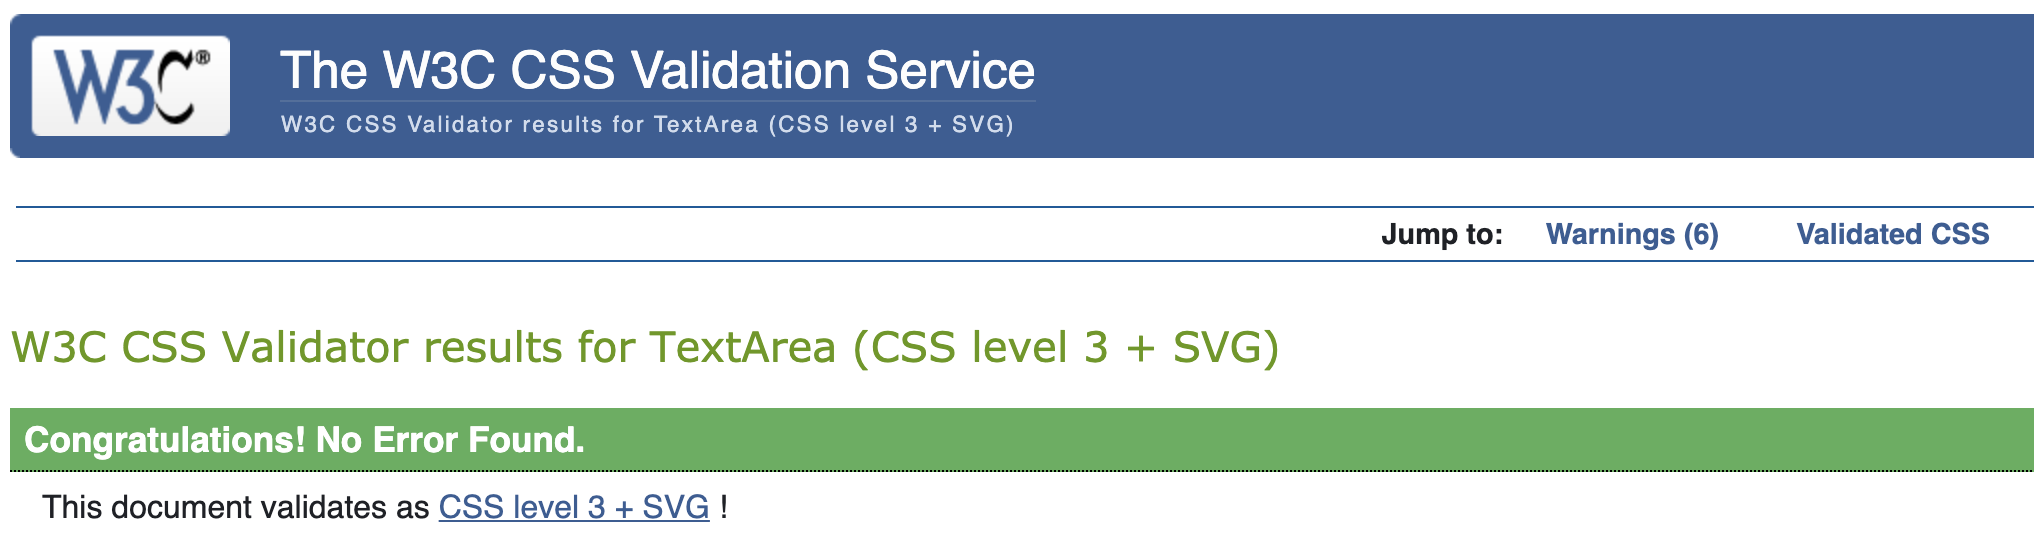 W3C®
The W3C CSS Validation Service
W3C CSS Validator results for TextArea (CSS level 3 + SVG)
Jump to: Warnings (6) Validated CSS
W3C CSS Validator results for TextArea (CSS level 3 + SVG)
Congratulations! No Error Found.
This document validates as CSS level 3 + SVG !